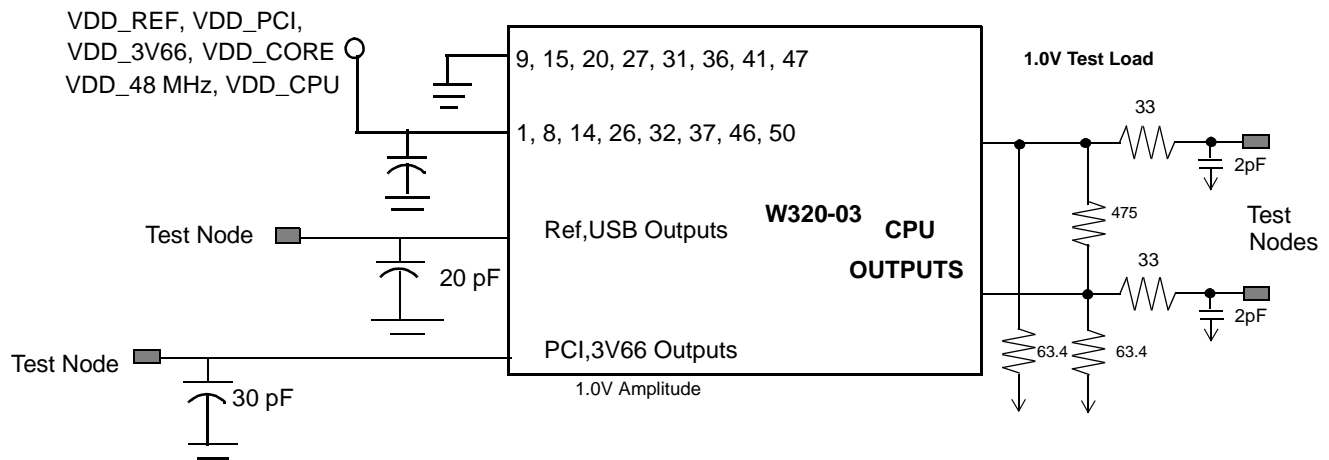 VDD_REF, VDD_PCI,
VDD_3V66, VDD_CORE
VDD_48 MHz, VDD_CPU
9, 15, 20, 27, 31, 36, 41, 47
1, 8, 14, 26, 32, 37, 46, 50
Test Node
Ref,USB Outputs
20 pF
W320-03
CPU
OUTPUTS
Test Node
PCI,3V66 Outputs
30 pF
1.0V Amplitude
1.0V Test Load
33
2pF
475
Test
Nodes
33
2pF
63.4
63.4